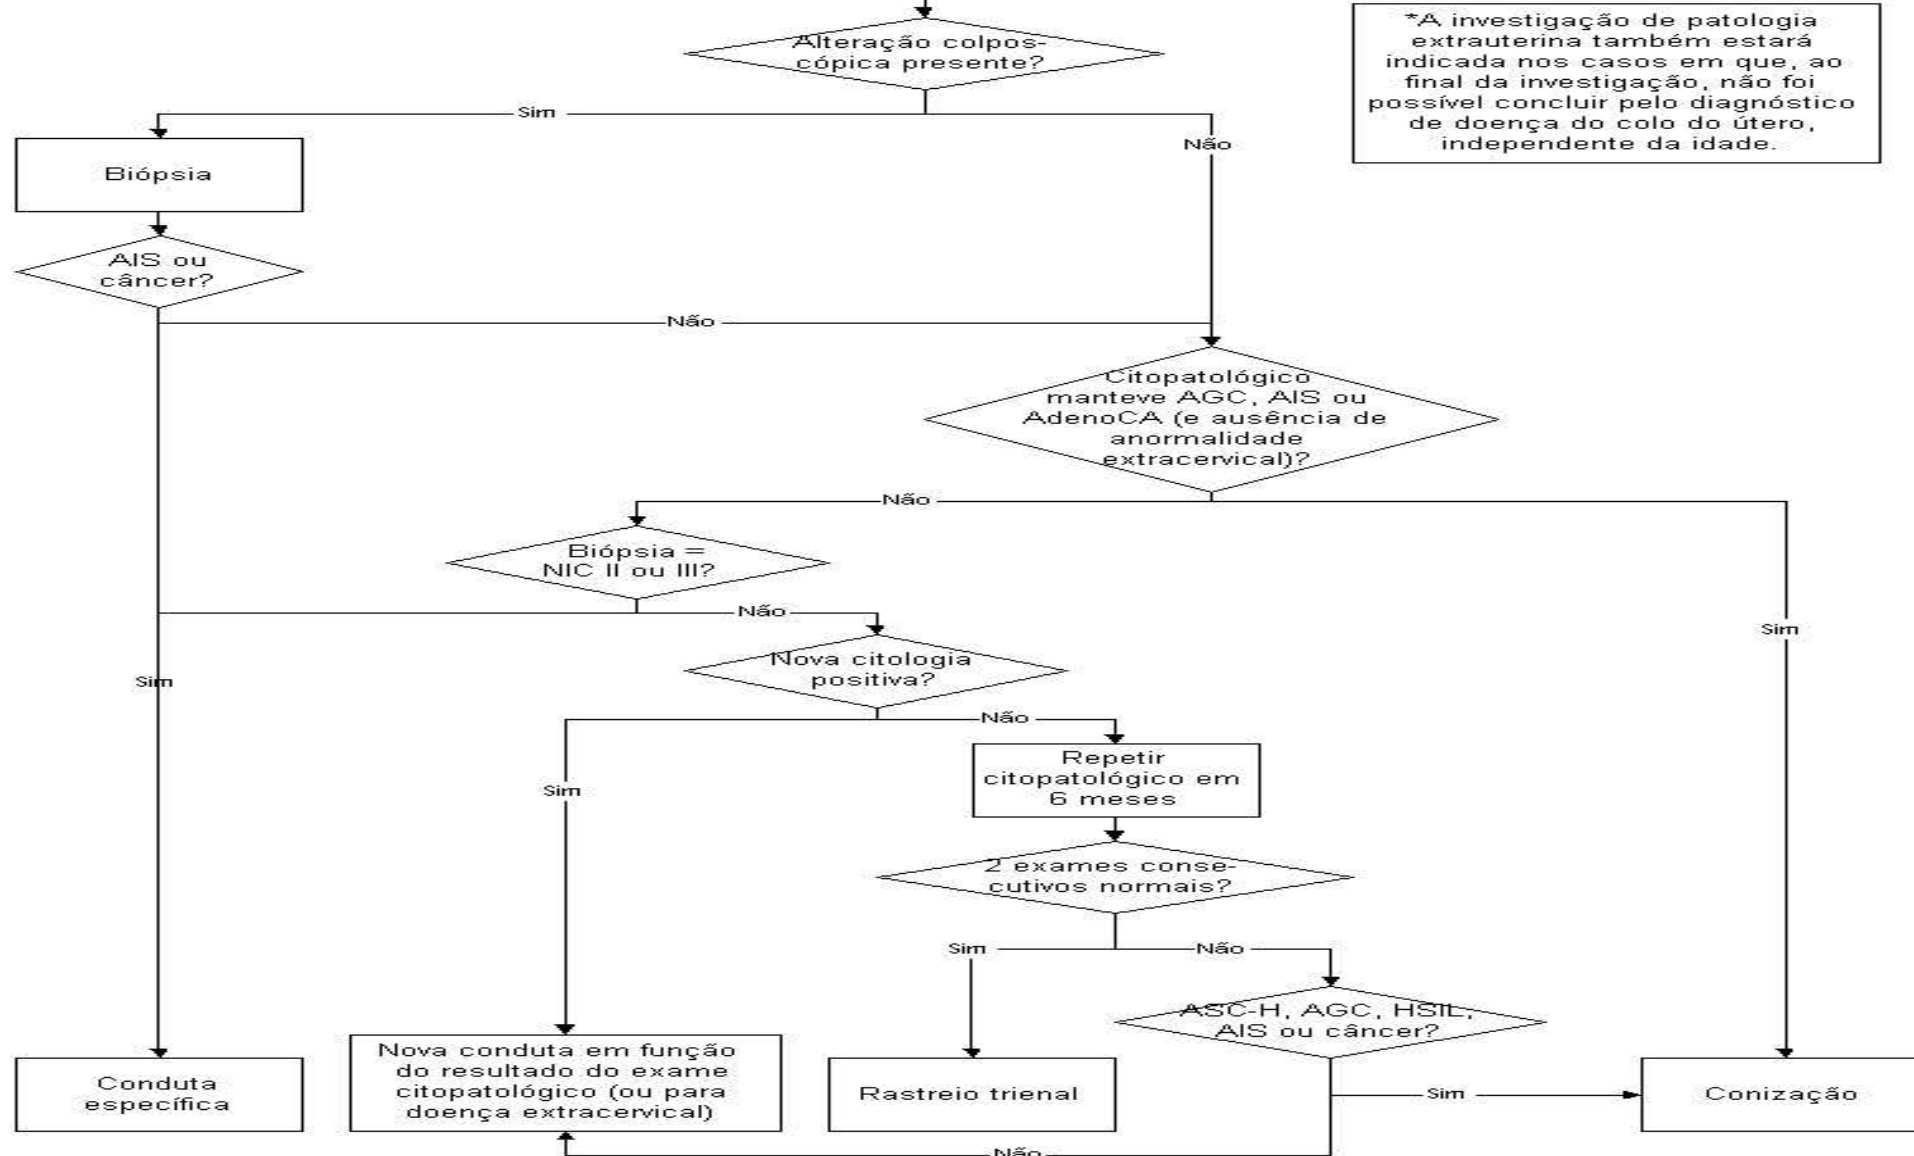 Alteração colpos-
cópica presente?
*A investigação de patologia
extrauterina também estará
indicada nos casos em que, ao
final da investigação, não foi
possível concluir pelo diagnóstico
de doença do colo do útero,
independente da idade.
Sim
Não
Biópsia
AIS ou
câncer?
Não
Citopatológico
manteve AGC, AIS ou
AdenoCA (e ausência de
anormalidade
extracervical)?
Não
Biópsia =
NIC II ou III?
Não
Sim
Nova citologia
positiva?
Sim
Não
Repetir
citopatológico em
6 meses
Sim
2 exames conse-
cutivos normais?
Sim
Não
ASC-H, AGC, HSIL,
AIS ou câncer?
Conduta
específica
Nova conduta em função
do resultado do exame
citopatológico (ou para
doença extracervical)
Rastreio trienal
Sim
Conização
Não